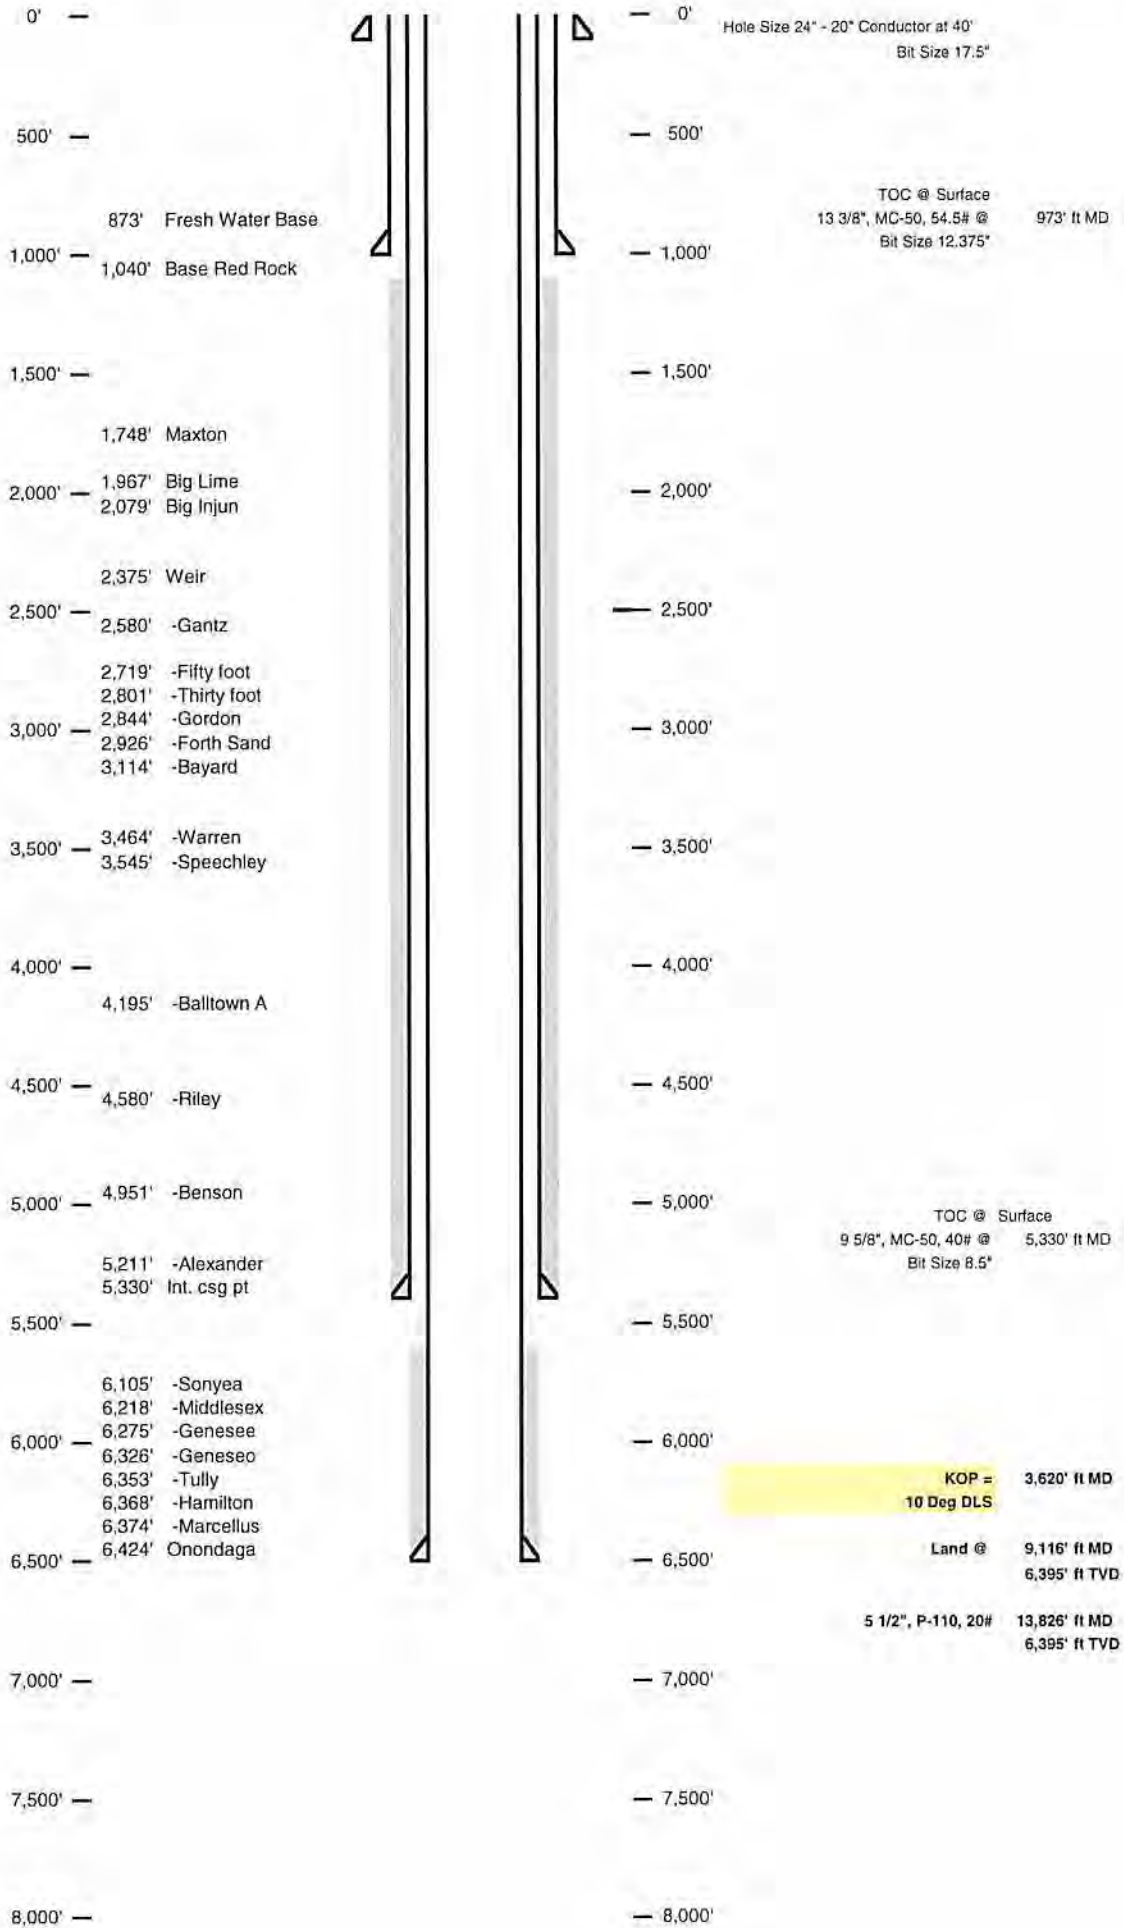 0'
500'
873' Fresh Water Base
1,000'
1,040' Base Red Rock
1,500'
1,748' Maxton
1,967' Big Lime
2,000'
2,079' Big Injun
2,375' Weir
2,500'
2,580' -Gantz
2,719' -Fifty foot
2,801' -Thirty foot
2,844' -Gordon
3,000'
2,926' -Forth Sand
3,114' -Bayard
3,464' -Warren
3,500'
3,545' -Speechley
4,000'
4,195' -Balltown A
4,500'
4,580' -Riley
4,951' -Benson
5,000'
5,211' -Alexander
5,330' Int. csg pt
5,500'
6,105' -Sonyea
6,218' -Middlesex
6,275' -Genesee
6,000'
6,326' -Geneseo
6,353' -Tully
6,368' -Hamilton
6,374' -Marcellus
6,424' Onondaga
6,500'
7,000'
7,500'
8,000'
0'
500'
1,000'
1,500'
2,000'
2,500'
3,000'
3,500'
4,000'
4,500'
5,000'
5,500'
6,000'
6,500'
7,000'
7,500'
8,000'
Hole Size 24" - 20" Conductor at 40'
Bit Size 17.5"
TOC @ Surface
13 3/8", MC-50, 54.5# @ 973' ft MD
Bit Size 12.375"
TOC @ Surface
9 5/8", MC-50, 40# @ 5,330' ft MD
Bit Size 8.5"
KOP = 3,620' ft MD
10 Deg DLS
Land @ 9,116' ft MD
6,395' ft TVD
5 1/2", P-110, 20# 13,826' ft MD
6,395' ft TVD